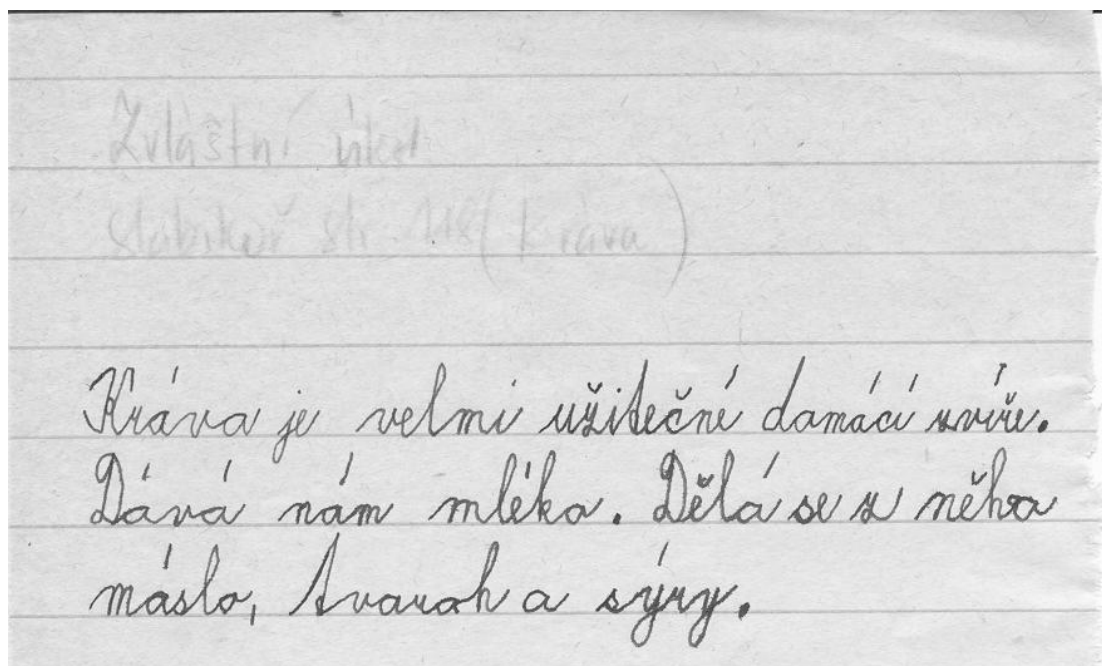 Zvláštní úkol
slabikář str. 118 (kráva)
Kráva je velmi užitečné damácí zvíře.
Dává nám mléko. Dělá se z něho
máslo, tvaroh a sýry.